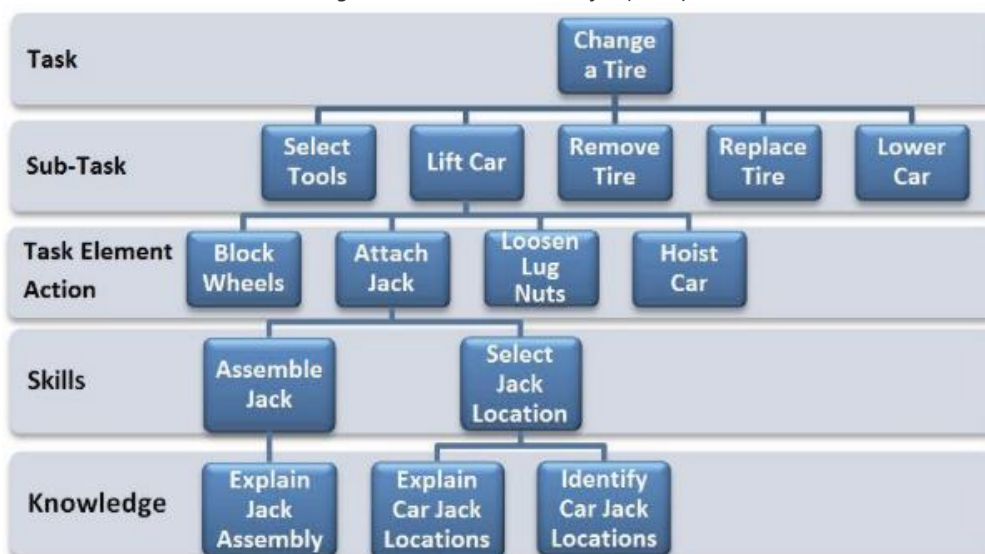 Task
Change
a Tire
Sub-Task
Select
Tools
Lift Car
Remove
Tire
Replace
Tire
Lower
Car
Task Element
Action
Block
Wheels
Attach
Jack
Loosen
Lug
Nuts
Hoist
Car
Skills
Assemble
Jack
Select
Jack
Location
Knowledge
Explain
Jack
Assembly
Explain
Car Jack
Locations
Identify
Car Jack
Locations